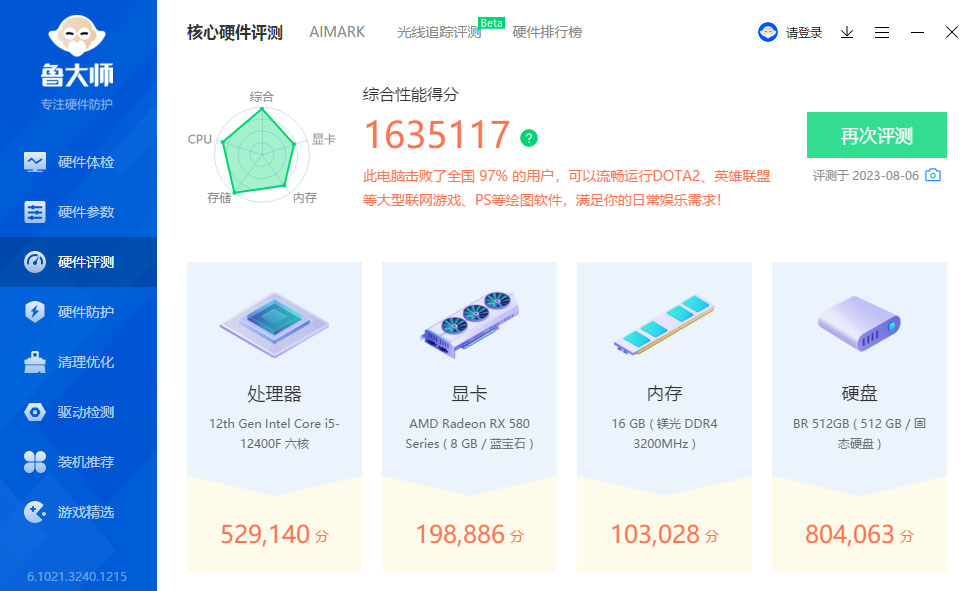 鲁大师
专注硬件防护
硬件体检
硬件参数
硬件评测
硬件防护
清理优化
驱动检测
装机推荐
游戏精选
6.1021.3240.1215
核心硬件评测 AIMARK 光线追踪评测 Beta 硬件排行榜 请登录
综合
CPU
显卡
存储
内存
综合性能得分
1635117 ?
此电脑击败了全国 97% 的用户，可以流畅运行DOTA2、英雄联盟
等大型联网游戏、PS等绘图软件，满足你的日常娱乐需求！
再次评测
评测于 2023-08-06
处理器
12th Gen Intel Core i5-
12400F 六核
529,140 分
显卡
AMD Radeon RX 580
Series ( 8 GB / 蓝宝石 )
198,886 分
内存
16 GB ( 镁光 DDR4
3200MHz )
103,028 分
硬盘
BR 512GB ( 512 GB / 固
态硬盘 )
804,063 分